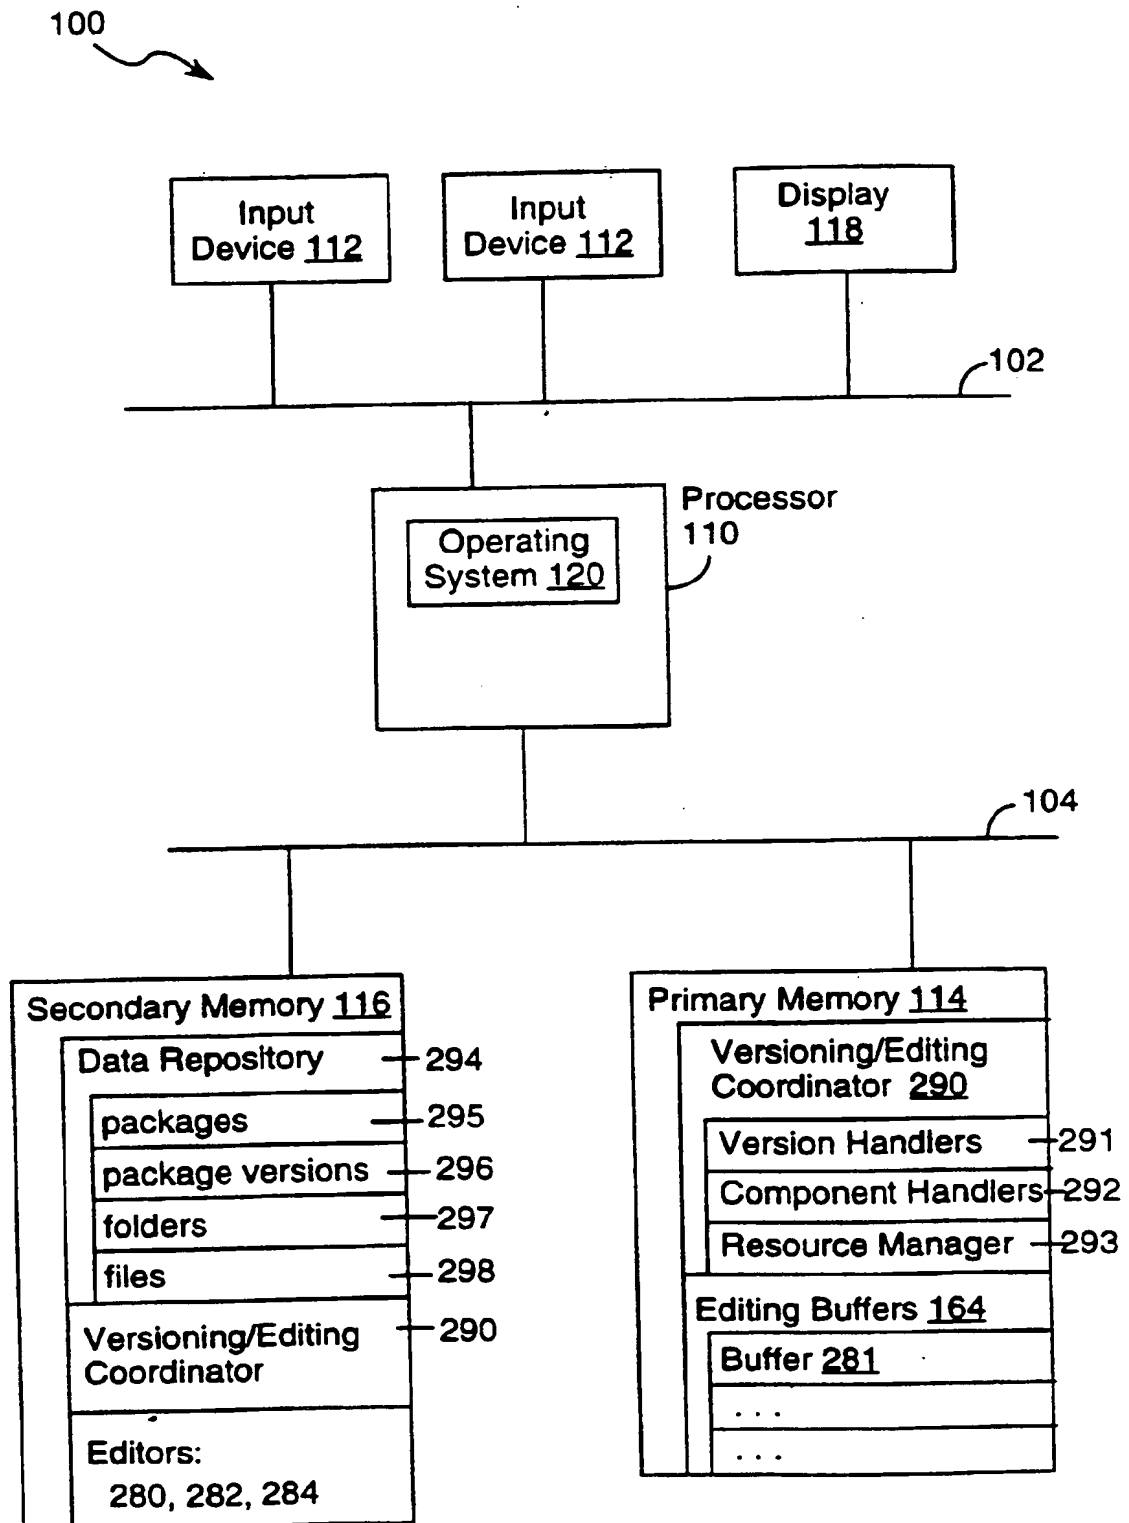 100
Input
Device 112
Input
Device 112
Display
118
102
Processor
110
Operating
System 120
104
Secondary Memory 116
Data Repository 294
packages 295
package versions 296
folders 297
files 298
Versioning/Editing 290
Coordinator
Editors:
280, 282, 284
Primary Memory 114
Versioning/Editing
Coordinator 290
Version Handlers 291
Component Handlers 292
Resource Manager 293
Editing Buffers 164
Buffer 281
. . .
. . .